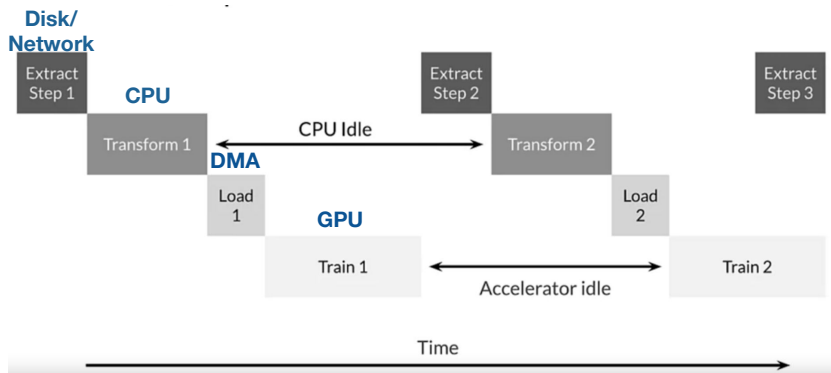 Disk/
Network
Extract
Step 1
CPU
Transform 1
CPU Idle
DMA
Load
1
GPU
Train 1
Extract
Step 2
Transform 2
Load
2
Accelerator idle
Train 2
Extract
Step 3
Time